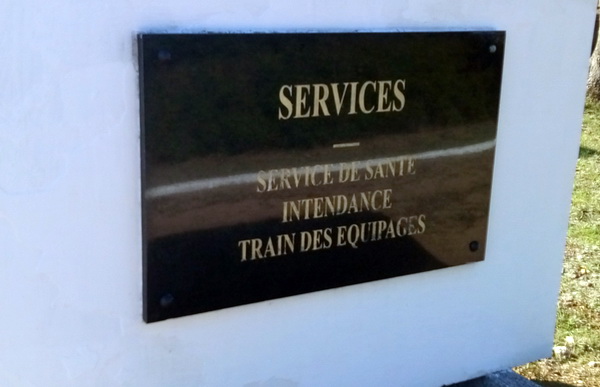 SERVICES
SERVICE DE SANTE
INTENDANCE
TRAIN DES EQUIPAGES